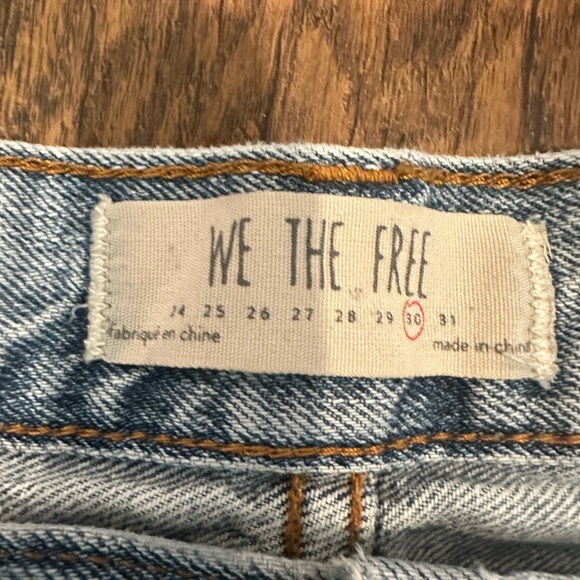 WE THE FREE
24 25 26 27 28 29 30 31
fabriqué en chine
made in china